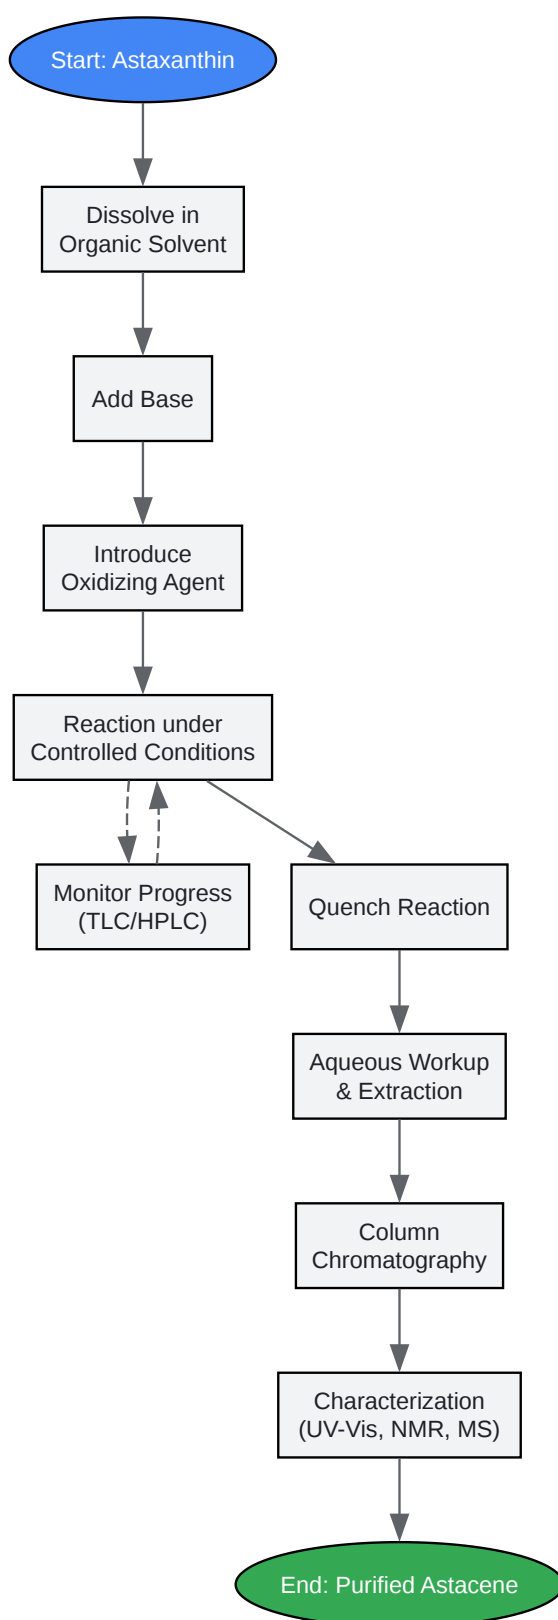 Start: Astaxanthin
Dissolve in
Organic Solvent
Add Base
Introduce
Oxidizing Agent
Reaction under
Controlled Conditions
Monitor Progress
(TLC/HPLC)
Quench Reaction
Aqueous Workup
& Extraction
Column
Chromatography
Characterization
(UV-Vis, NMR, MS)
End: Purified Astacene